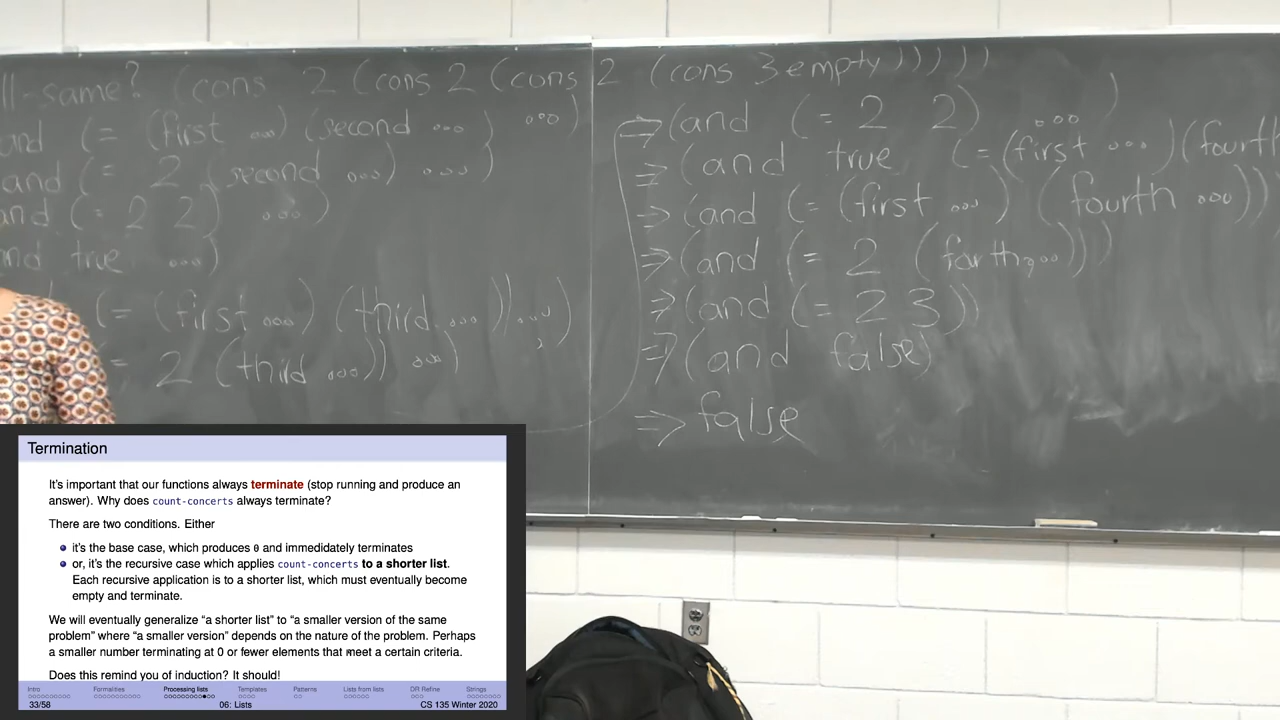 ll-same? (cons 2 (cons 2 (cons 2 (cons 3 empty)))))
and (= (first ...) (second ...) ...)
and (= 2 (second ...) ...)
and (= 2 2) ...)
and true ...)
(= (first ...) (third ...)) ...)
= 2 (third ...)) ...)
⇒ (and (= 2 2) ... )
⇒ (and true (= (first ...) (fourth
⇒ (and (= (first ...) (fourth ...)))
⇒ (and (= 2 (forth ...)))
⇒ (and (= 2 3))
⇒ (and false)
⇒ false
Termination
It's important that our functions always terminate (stop running and produce an
answer). Why does count-concerts always terminate?
There are two conditions. Either
it's the base case, which produces 0 and immedidately terminates
or, it's the recursive case which applies count-concerts to a shorter list.
Each recursive application is to a shorter list, which must eventually become
empty and terminate.
We will eventually generalize “a shorter list” to “a smaller version of the same
problem” where “a smaller version” depends on the nature of the problem. Perhaps
a smaller number terminating at 0 or fewer elements that meet a certain criteria.
Does this remind you of induction? It should!
Intro Formalities Processing lists Templates Patterns Lists from lists DR Refine Strings
33/58 06: Lists CS 135 Winter 2020